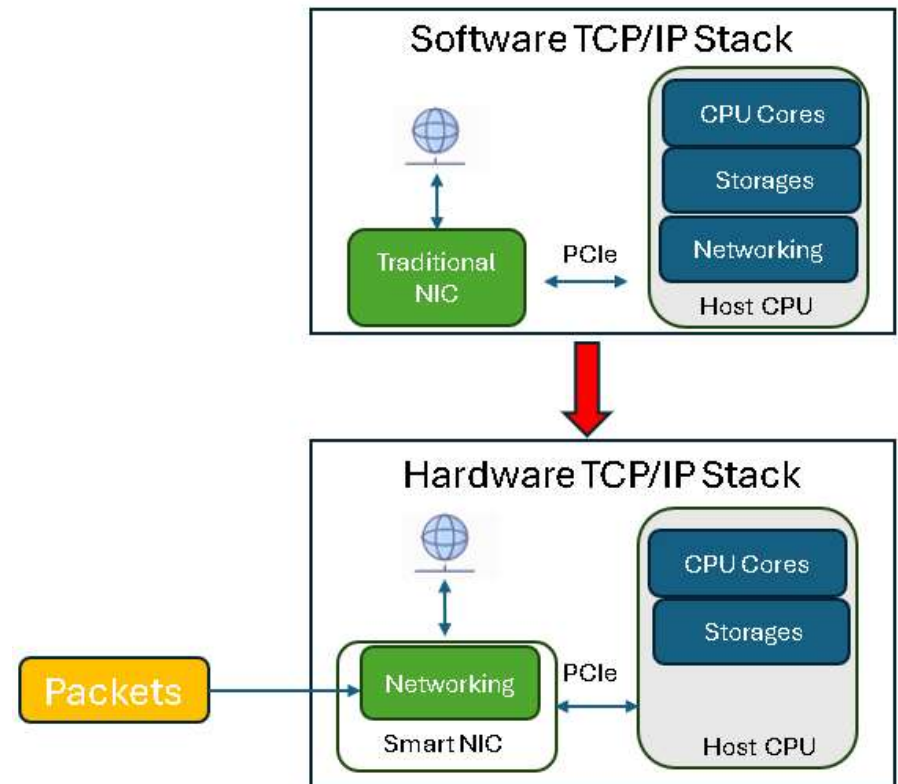 Software TCP/IP Stack
CPU Cores
Storages
Traditional
NIC
PCIe
Networking
Host CPU
Hardware TCP/IP Stack
CPU Cores
Storages
Packets
Networking
PCIe
Smart NIC
Host CPU